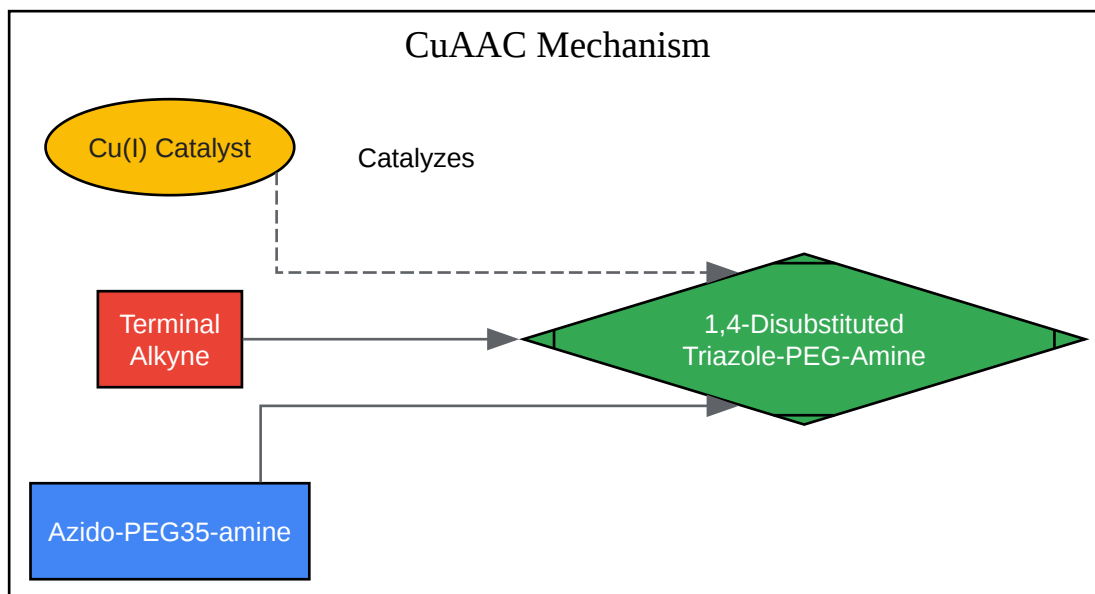 CuAAC Mechanism
Cu(I) Catalyst
Catalyzes
Terminal
Alkyne
1,4-Disubstituted
Triazole-PEG-Amine
Azido-PEG35-amine